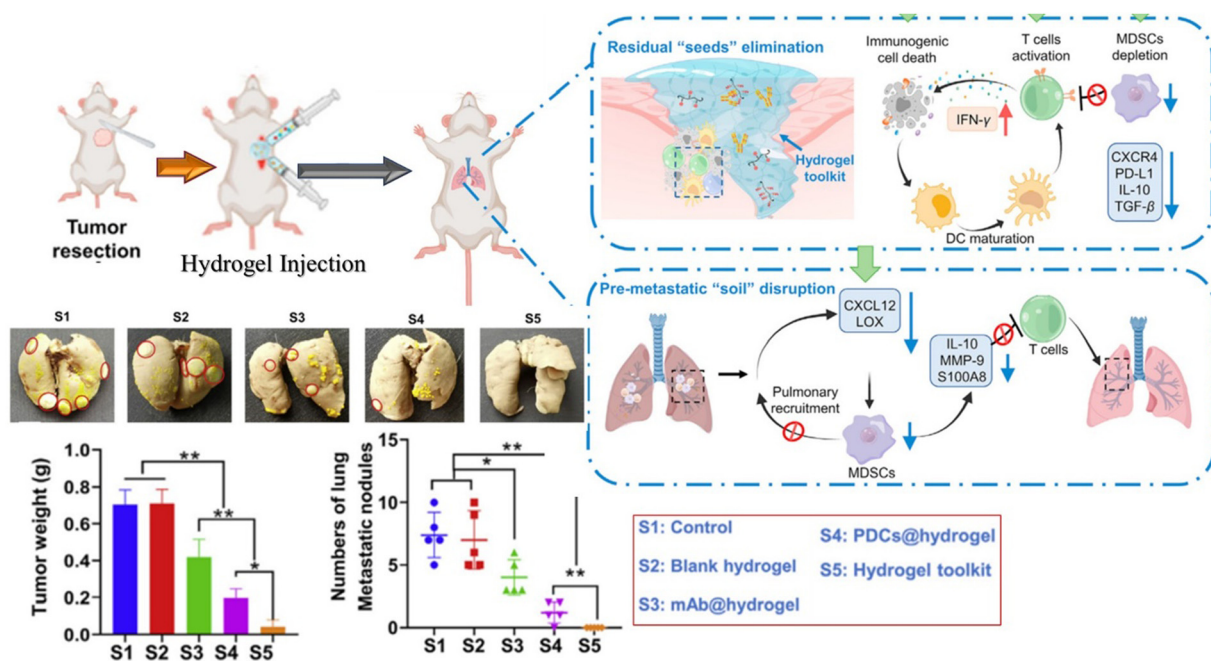 Tumor
resection
Hydrogel Injection
Residual “seeds” elimination
Hydrogel
toolkit
Immunogenic
cell death
T cells
activation
MDSCs
depletion
IFN-γ
CXCR4
PD-L1
IL-10
TGF-β
DC maturation
Pre-metastatic “soil” disruption
CXCL12
LOX
Pulmonary
recruitment
MDSCs
IL-10
MMP-9
S100A8
T cells
S1 S2 S3 S4 S5
Tumor weight (g)
1.0
0.8
0.6
0.4
0.2
0.0
**
**
*
S1 S2 S3 S4 S5
Numbers of lung
Metastatic nodules
15
10
5
0
**
*
**
S1 S2 S3 S4 S5
S1: Control
S2: Blank hydrogel
S3: mAb@hydrogel
S4: PDCs@hydrogel
S5: Hydrogel toolkit